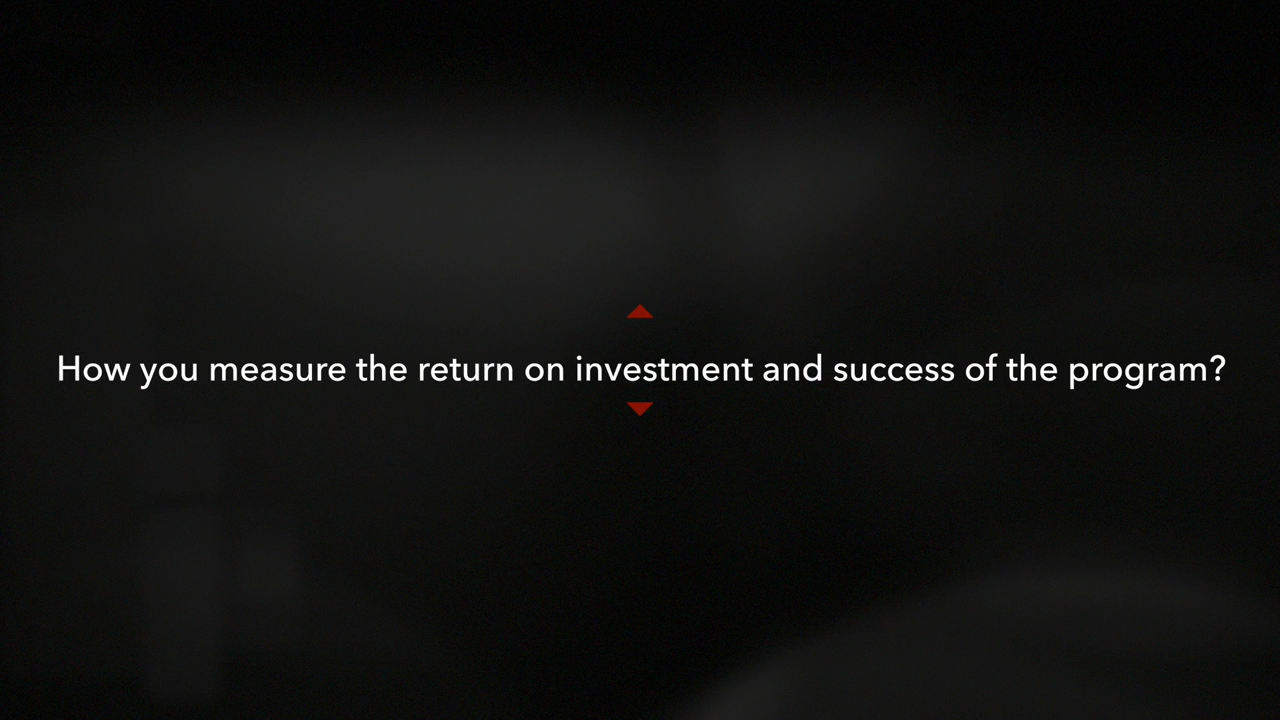 How you measure the return on investment and success of the program?